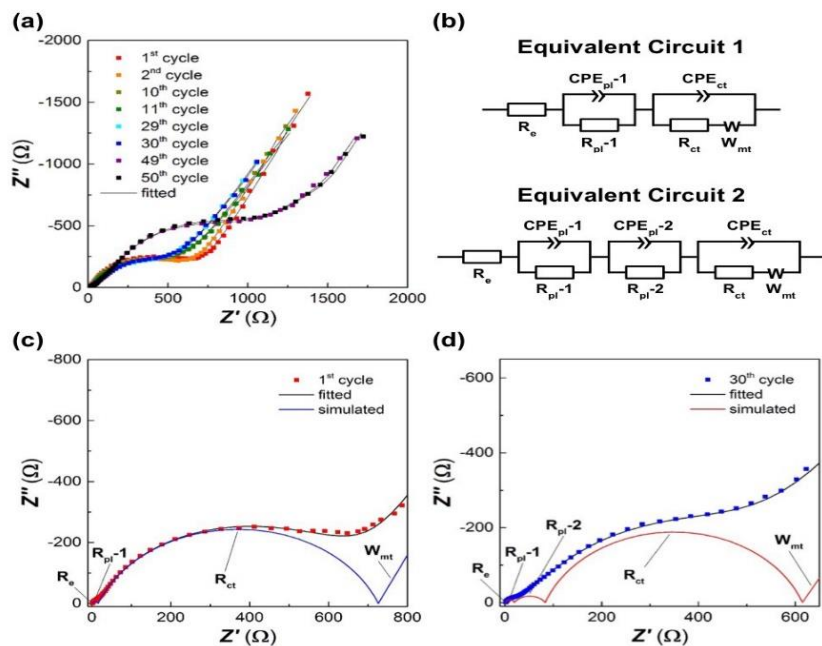 (a)
-2000
-1500
-1000
-500
0
0
500
1000
1500
2000
Z'' (Ω)
Z' (Ω)
1st cycle
2nd cycle
10th cycle
11th cycle
29th cycle
30th cycle
49th cycle
50th cycle
fitted
(b)
Equivalent Circuit 1
CPEpl-1
CPEct
Re
Rpl-1
Rct
Wmt
Equivalent Circuit 2
CPEpl-1
CPEpl-2
CPEct
Re
Rpl-1
Rpl-2
Rct
Wmt
(c)
-800
-600
-400
-200
0
0
200
400
600
800
Z'' (Ω)
Z' (Ω)
1st cycle
fitted
simulated
Re
Rpl-1
Rct
Wmt
(d)
-600
-400
-200
0
0
200
400
600
Z'' (Ω)
Z' (Ω)
30th cycle
fitted
simulated
Re
Rpl-1
Rpl-2
Rct
Wmt